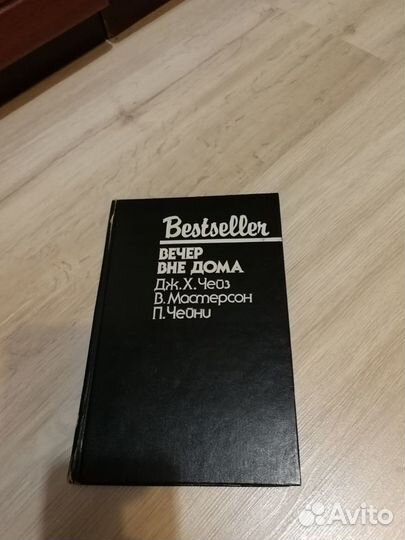 Bestseller
ВЕЧЕР
ВНЕ ДОМА
Дж. Х. Чейз
В. Мастерсон
П. Чейни
Avito